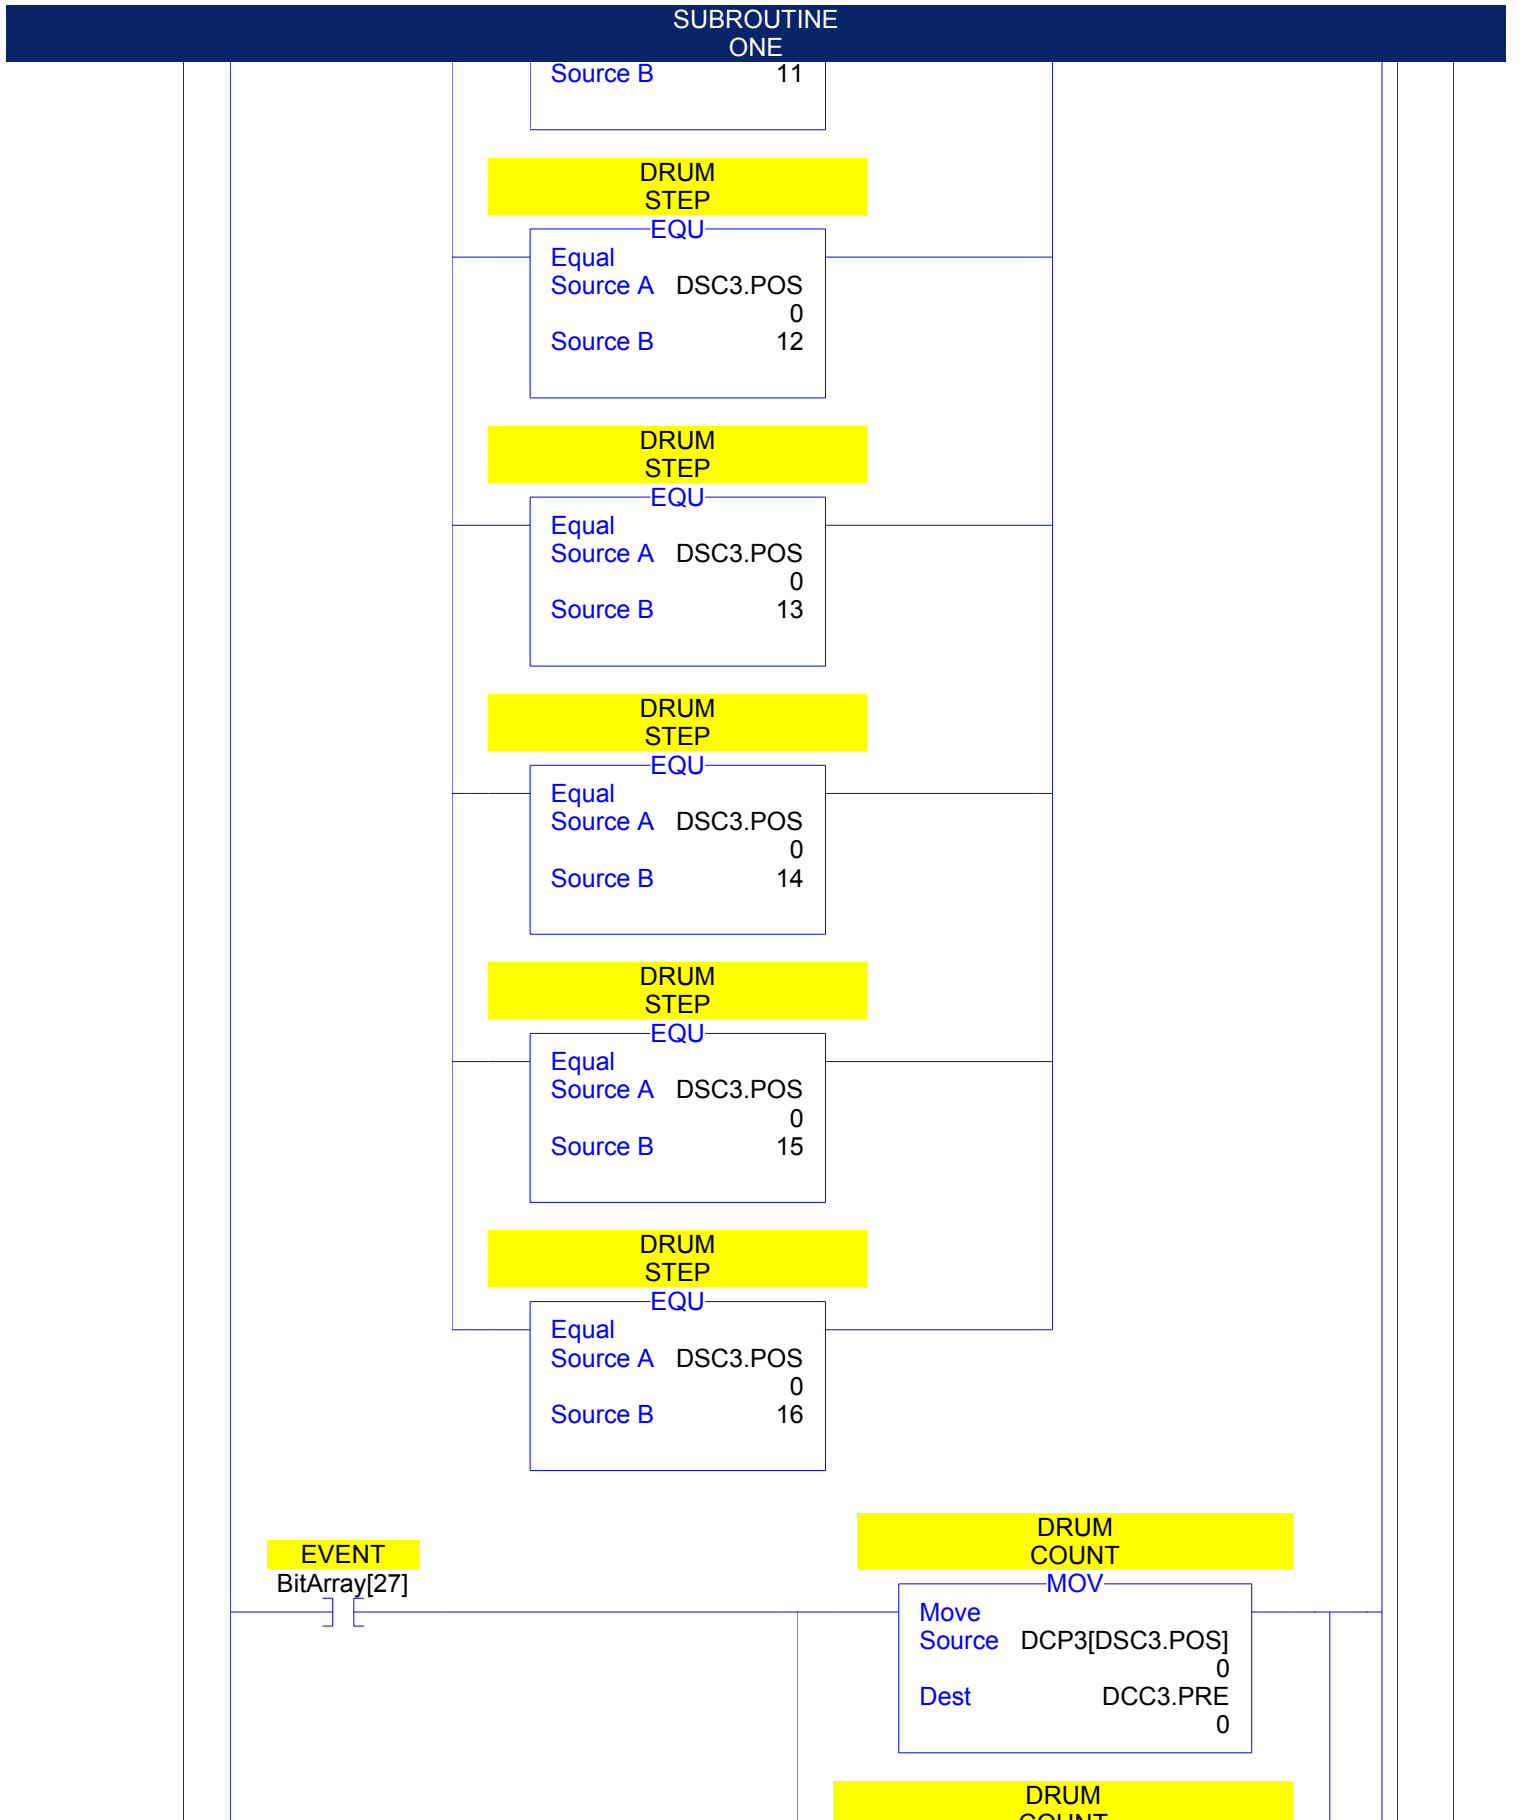 SUBROUTINE
ONE
Source B 11
DRUM
STEP
EQU
Equal
Source A DSC3.POS
0
Source B 12
DRUM
STEP
EQU
Equal
Source A DSC3.POS
0
Source B 13
DRUM
STEP
EQU
Equal
Source A DSC3.POS
0
Source B 14
DRUM
STEP
EQU
Equal
Source A DSC3.POS
0
Source B 15
DRUM
STEP
EQU
Equal
Source A DSC3.POS
0
Source B 16
EVENT
BitArray[27]
DRUM
COUNT
MOV
Move
Source DCP3[DSC3.POS]
0
Dest DCC3.PRE
0
DRUM
COUNT